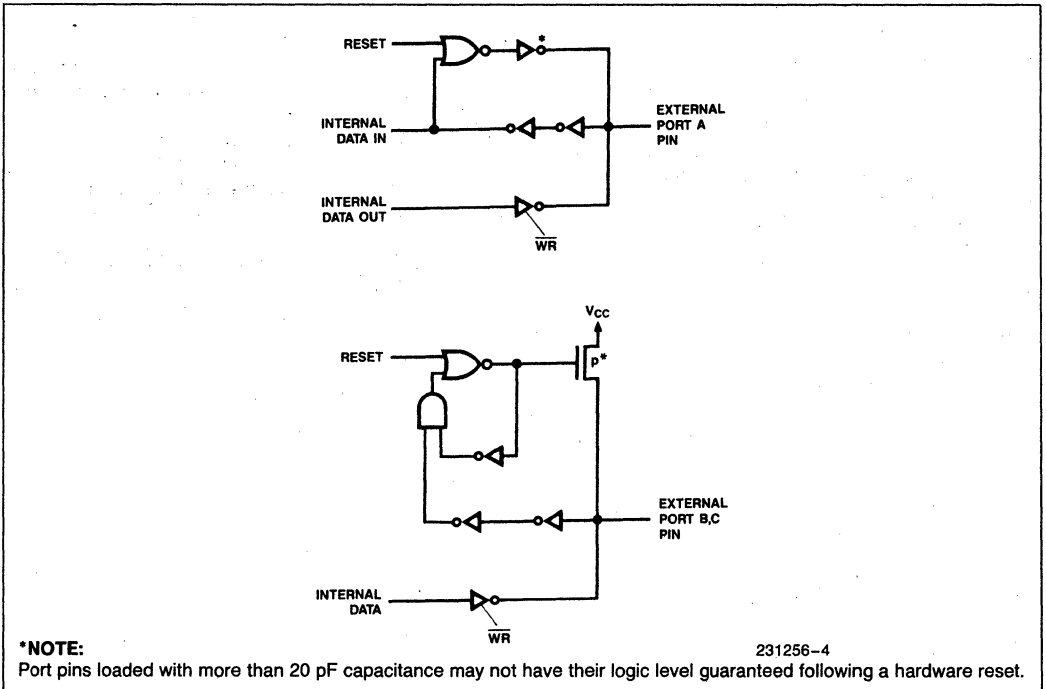 RESET
*
INTERNAL
DATA IN
EXTERNAL
PORT A
PIN
INTERNAL
DATA OUT
WR
VCC
RESET
p*
EXTERNAL
PORT B,C
PIN
INTERNAL
DATA
WR
*NOTE:
231256–4
Port pins loaded with more than 20 pF capacitance may not have their logic level guaranteed following a hardware reset.